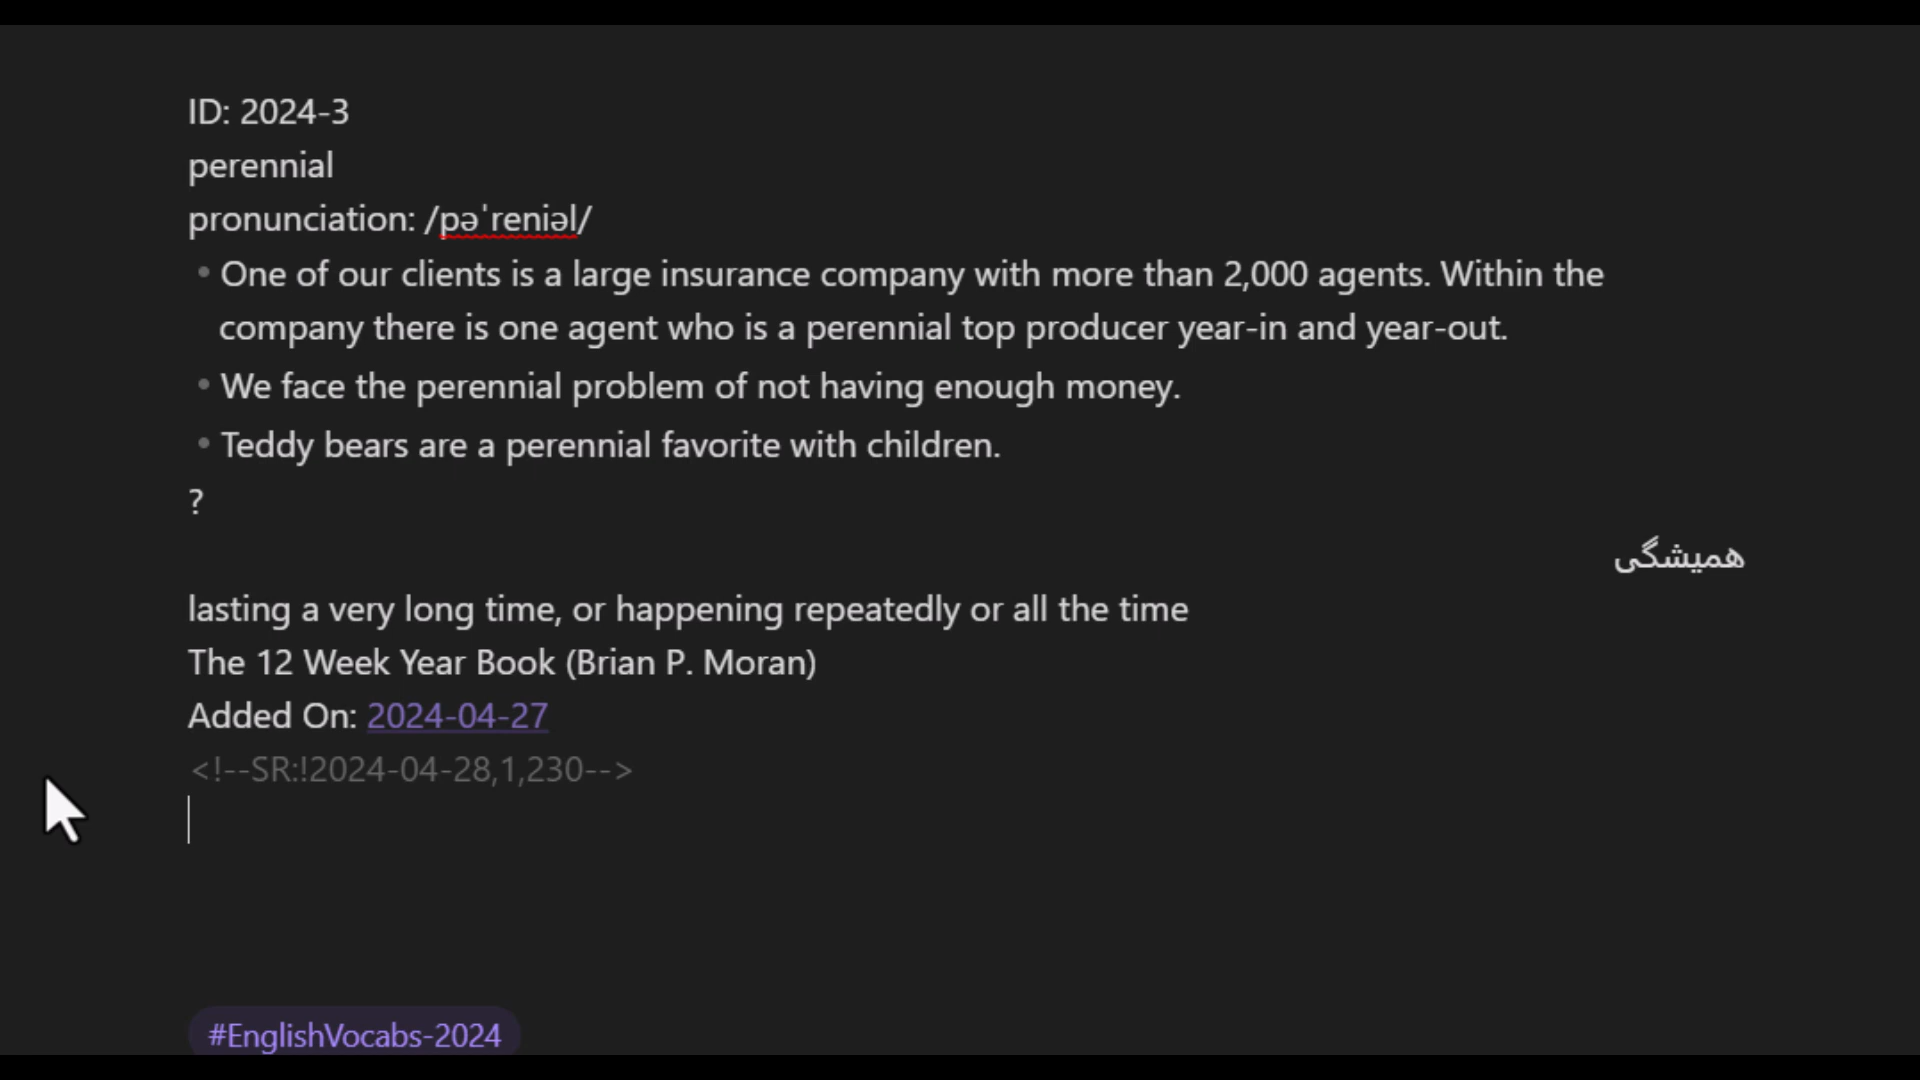 ID: 2024-3
perennial
pronunciation: /pəˈreniəl/
• One of our clients is a large insurance company with more than 2,000 agents. Within the
company there is one agent who is a perennial top producer year-in and year-out.
• We face the perennial problem of not having enough money.
• Teddy bears are a perennial favorite with children.
?
همیشگی
lasting a very long time, or happening repeatedly or all the time
The 12 Week Year Book (Brian P. Moran)
Added On: 2024-04-27
<!--SR:!2024-04-28,1,230-->
#EnglishVocabs-2024